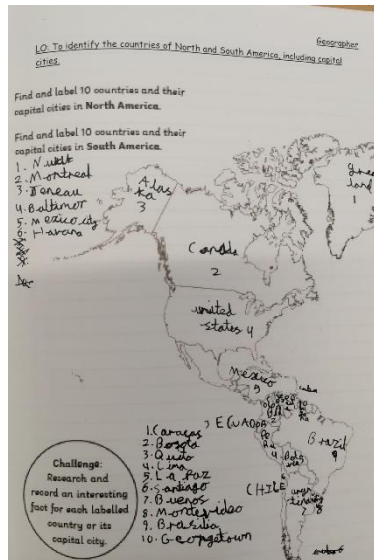 Geographer
LO: To identify the countries of North and South America, including capital
cities.
Find and label 10 countries and their
capital cities in North America.
Find and label 10 countries and their
capital cities in South America.
1. Nuuk
2. Montreal
3. Jeneau
4. Baltimor
5. Mexico city
6. Havana
Alas
ka
3
Green
land
1
Canada
2
united
states 4
Mexico
5
cuba
ECUADOR
Brazil
9
CHILE
1. Caracas
2. Bogota
3. Quito
4. Lima
5. La Paz
6. Santiago
7. Buenos
8. Montevideo
9. Brasilia
10. Georgetown
Challenge:
Research and
record an interesting
fact for each labelled
country or its
capital city.